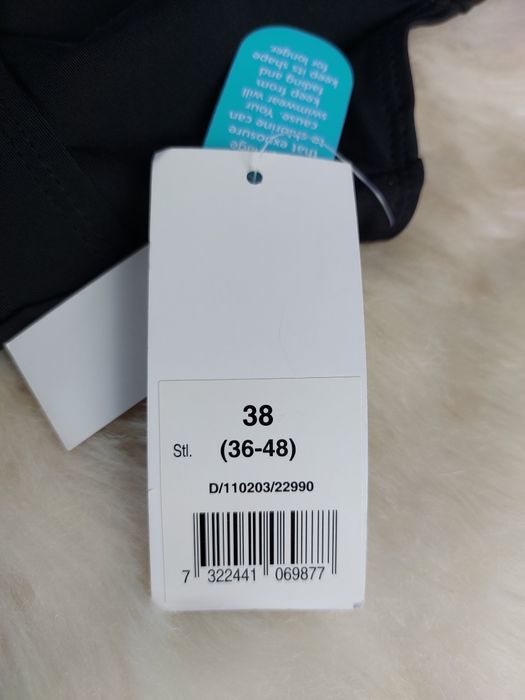 that exposure
to chlorine can
cause. Your
swimwear will
keep from
fading and
keep its shape
for longer.
38
Stl. (36-48)
D/110203/22990
7 322441 069877